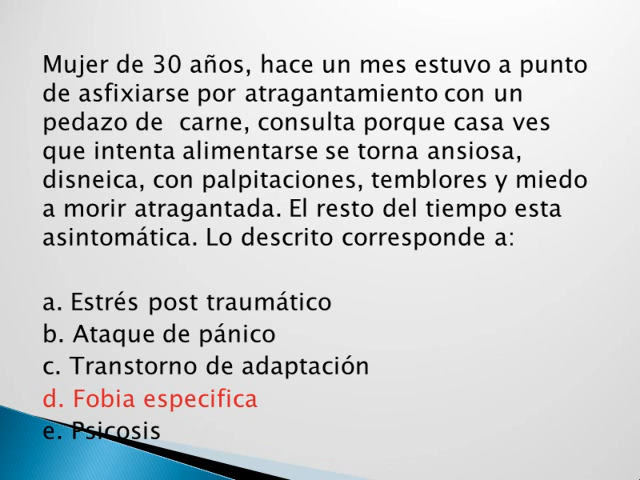 Mujer de 30 años, hace un mes estuvo a punto
de asfixiarse por atragantamiento con un
pedazo de carne, consulta porque casa ves
que intenta alimentarse se torna ansiosa,
disneica, con palpitaciones, temblores y miedo
a morir atragantada. El resto del tiempo esta
asintomática. Lo descrito corresponde a:
a. Estrés post traumático
b. Ataque de pánico
c. Transtorno de adaptación
d. Fobia especifica
e. Psicosis